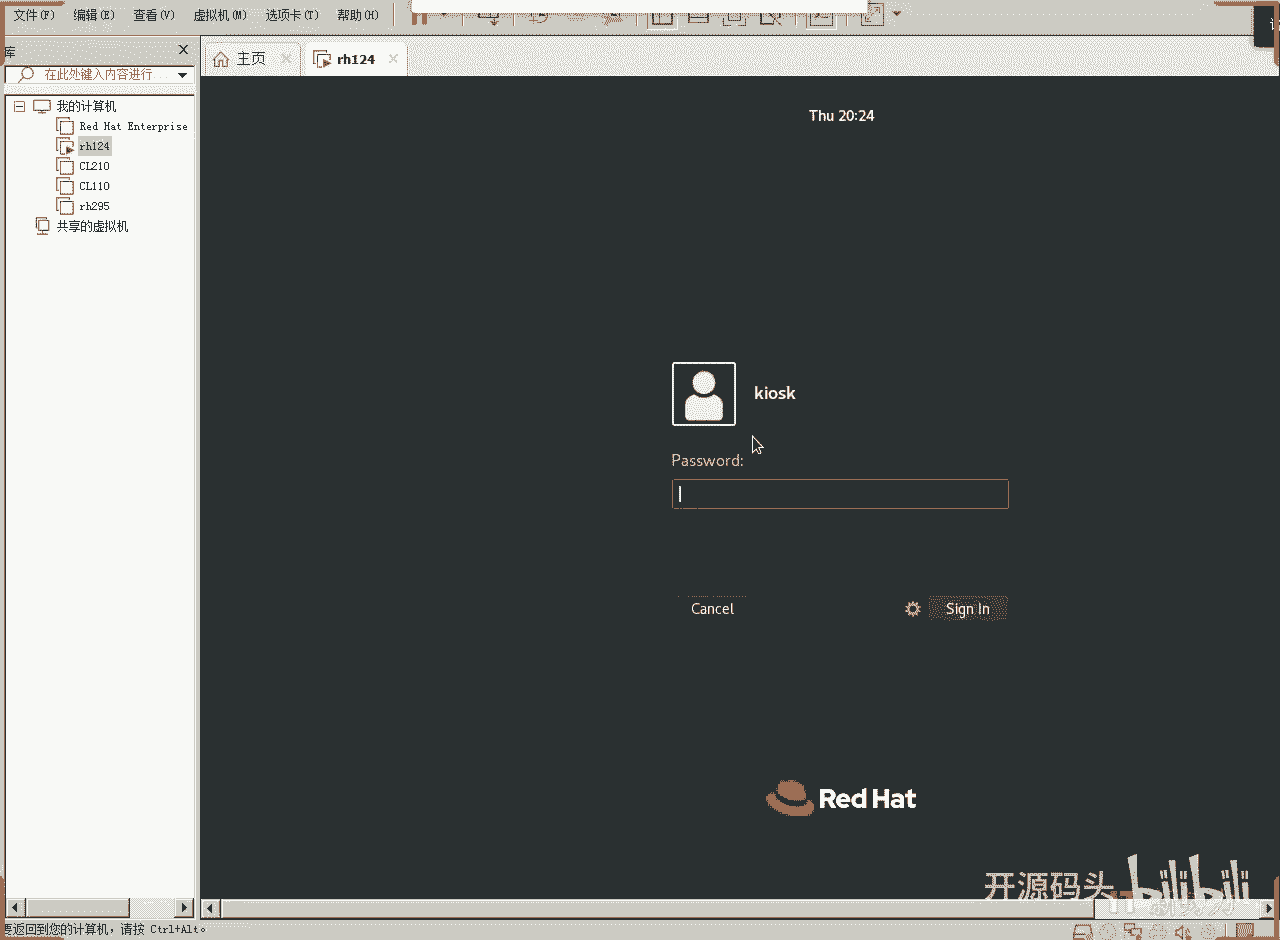 文件(F) 编辑(E) 查看(V) 虚拟机(M) 选项卡(T) 帮助(H)
库
在此处键入内容进行
主页
rh124
我的计算机
Red Hat Enterprise
rh124
CL210
CL110
rh295
共享的虚拟机
Thu 20:24
kiosk
Password:
Cancel
Sign In
Red Hat
开源码头
bilibili
要返回到您的计算机，请按 Ctrl+Alt。